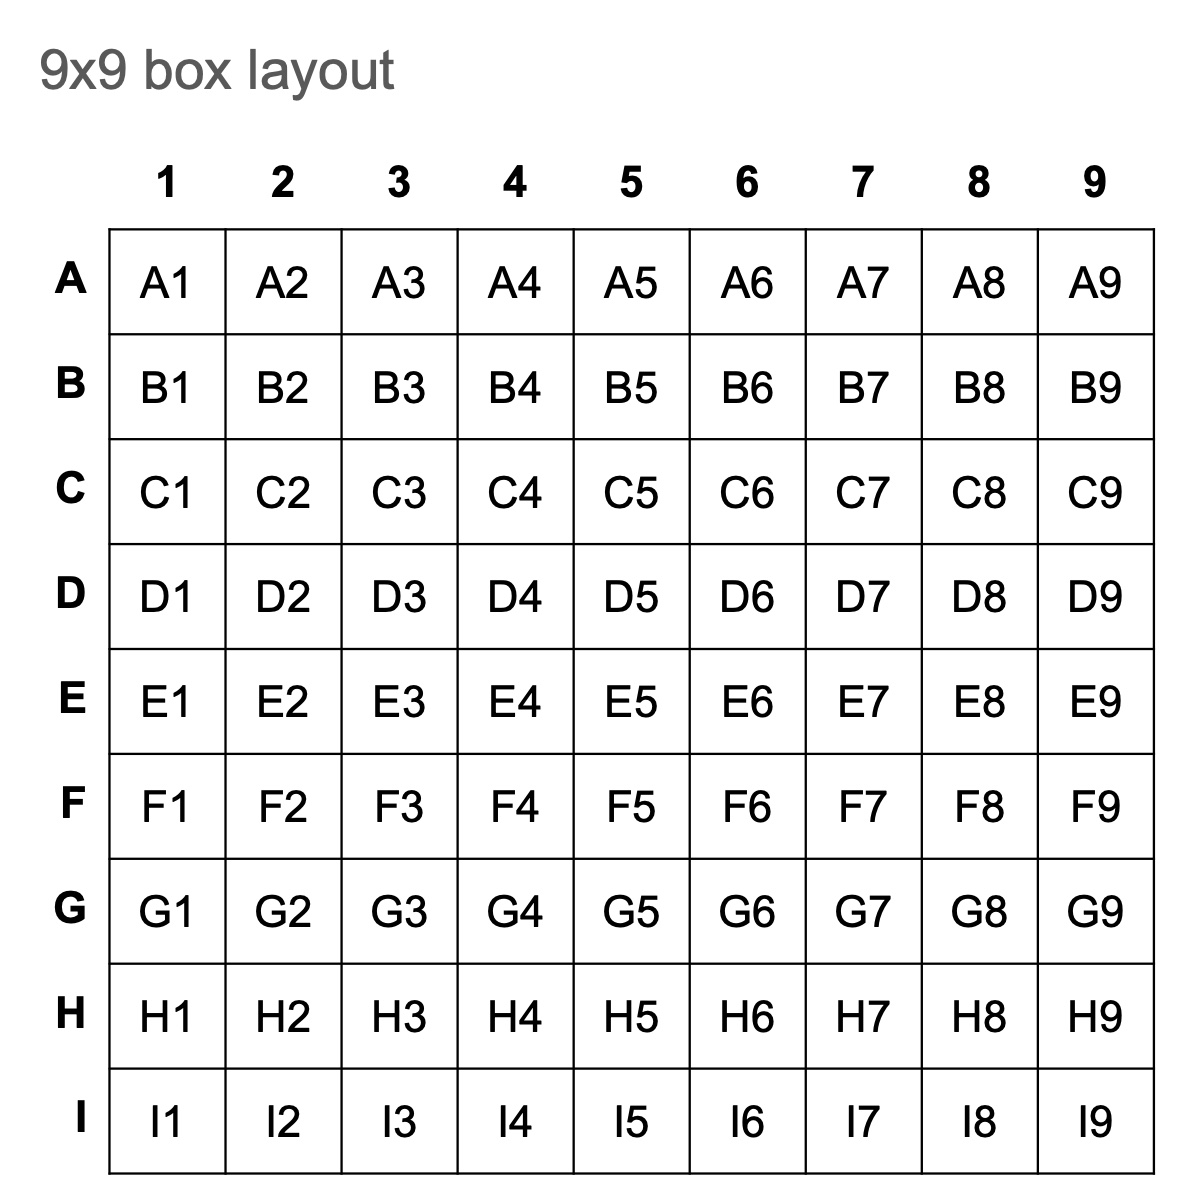 9x9 box layout
1 2 3 4 5 6 7 8 9
A A1 A2 A3 A4 A5 A6 A7 A8 A9
B B1 B2 B3 B4 B5 B6 B7 B8 B9
C C1 C2 C3 C4 C5 C6 C7 C8 C9
D D1 D2 D3 D4 D5 D6 D7 D8 D9
E E1 E2 E3 E4 E5 E6 E7 E8 E9
F F1 F2 F3 F4 F5 F6 F7 F8 F9
G G1 G2 G3 G4 G5 G6 G7 G8 G9
H H1 H2 H3 H4 H5 H6 H7 H8 H9
I I1 I2 I3 I4 I5 I6 I7 I8 I9